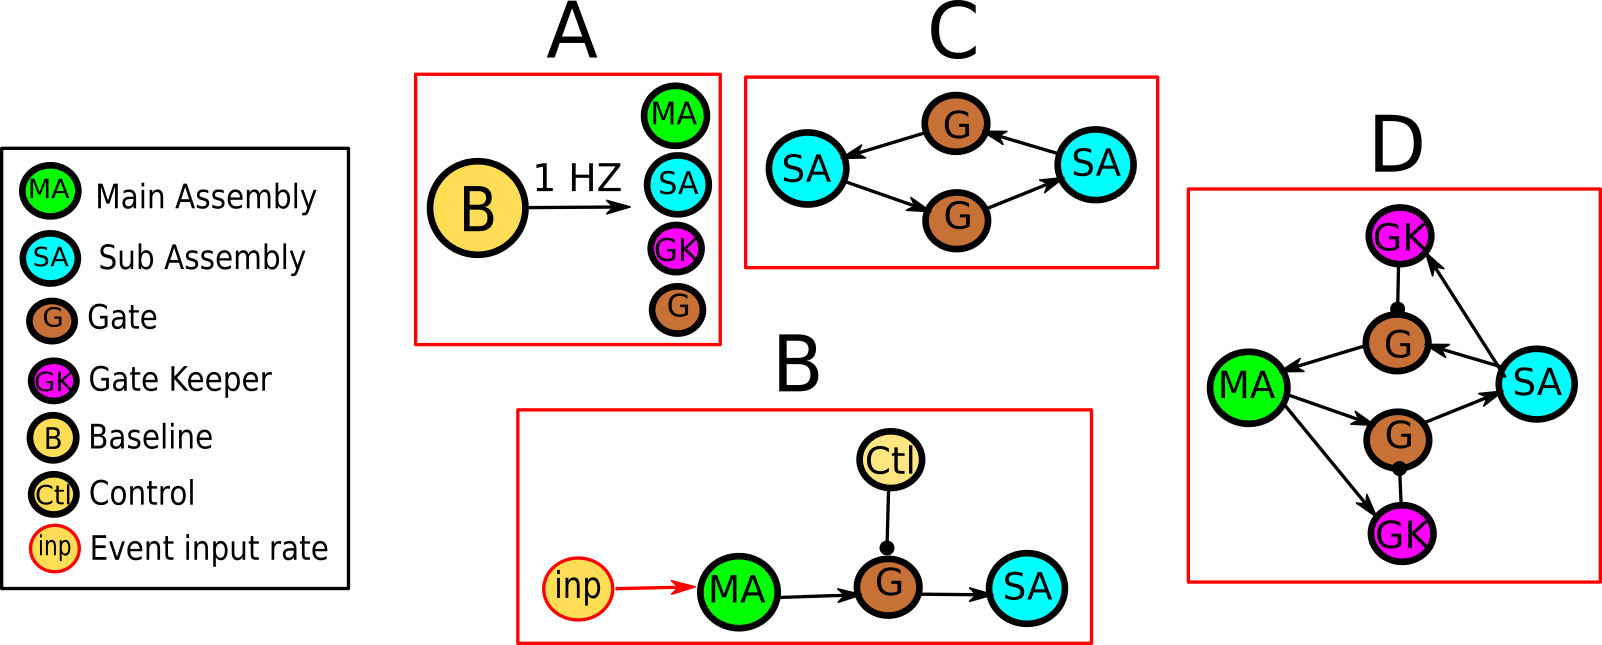 MA Main Assembly
SA Sub Assembly
G Gate
GK Gate Keeper
B Baseline
Ctl Control
inp Event input rate
A
B
1 HZ
MA
SA
GK
G
C
SA
G
G
SA
B
Ctl
inp
MA
G
SA
D
GK
G
MA
SA
G
GK